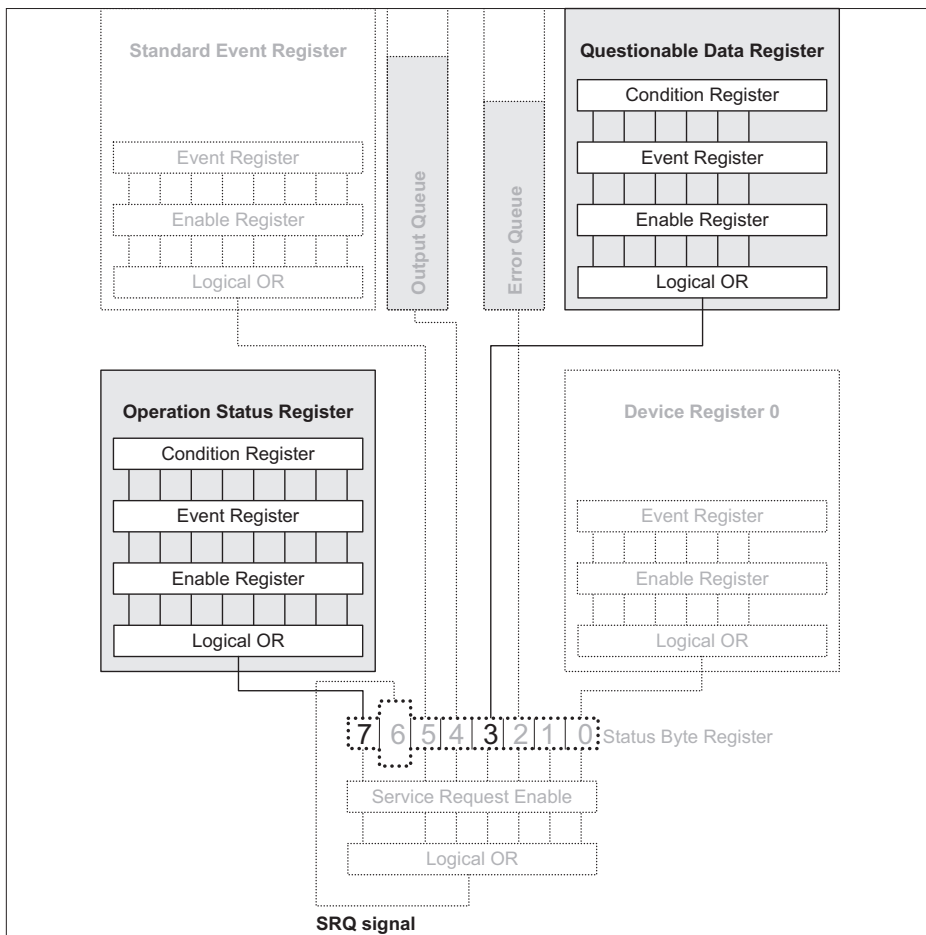 Standard Event Register
Event Register
Enable Register
Logical OR
Output Queue
Error Queue
Questionable Data Register
Condition Register
Event Register
Enable Register
Logical OR
Operation Status Register
Condition Register
Event Register
Enable Register
Logical OR
Device Register 0
Event Register
Enable Register
Logical OR
7 6 5 4 3 2 1 0 Status Byte Register
Service Request Enable
Logical OR
SRQ signal